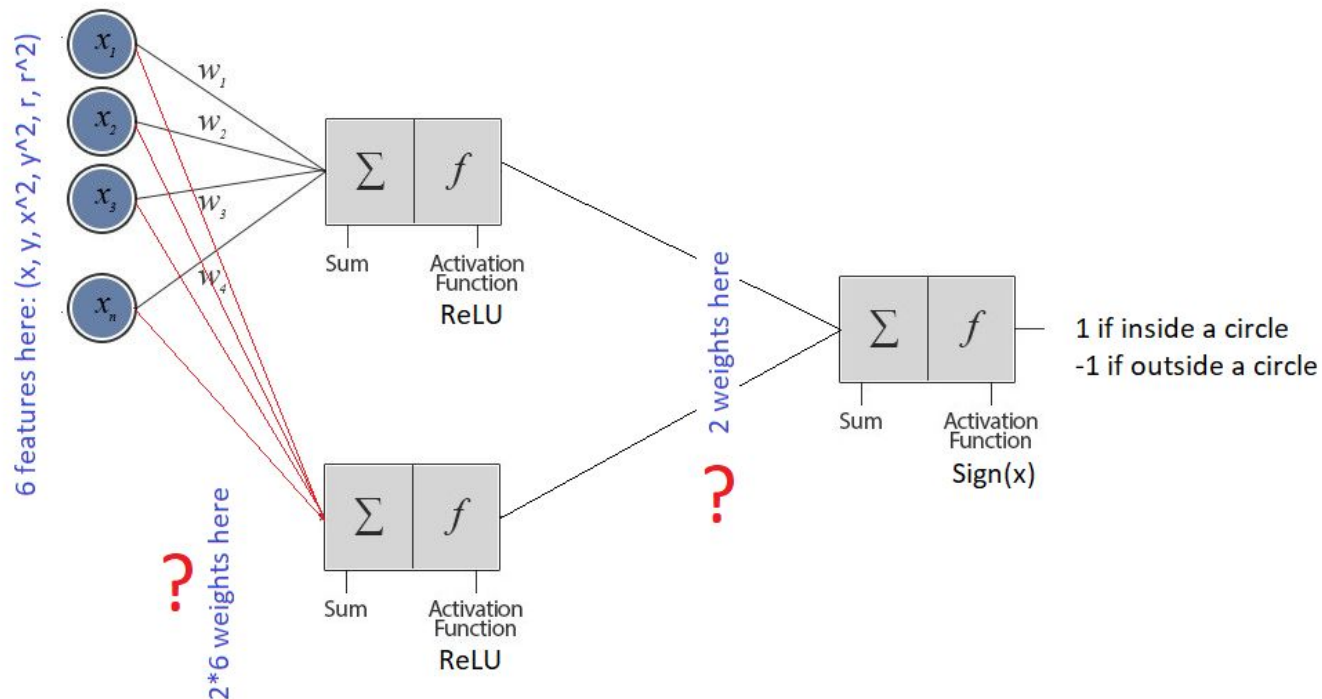 6 features here: (x, y, x^2, y^2, r, r^2)
x₁
x₂
x₃
xₙ
w₁
w₂
w₃
w₄
Σ f
Sum
Activation
Function
ReLU
? 2*6 weights here
Σ f
Sum
Activation
Function
ReLU
2 weights here
?
Σ f
Sum
Activation
Function
Sign(x)
1 if inside a circle
-1 if outside a circle